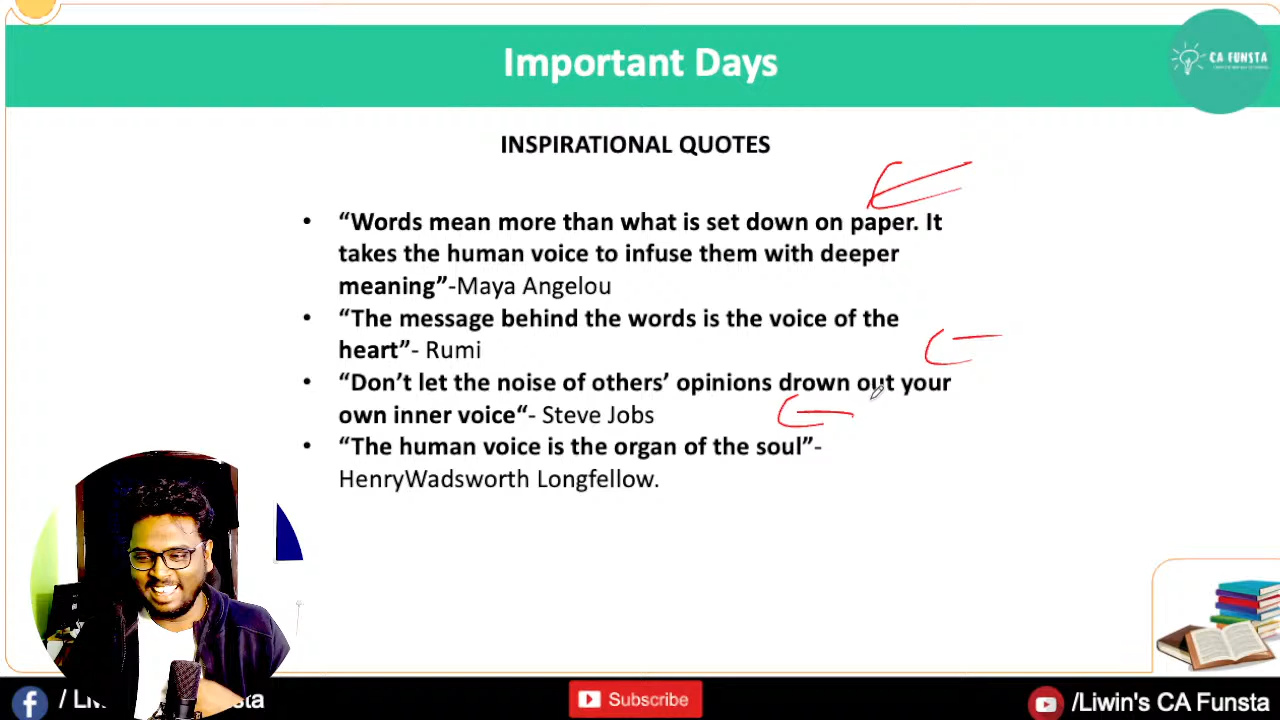 Important Days
CA FUNSTA
INSPIRATIONAL QUOTES
• “Words mean more than what is set down on paper. It
takes the human voice to infuse them with deeper
meaning”-Maya Angelou
• “The message behind the words is the voice of the
heart”- Rumi
• “Don’t let the noise of others’ opinions drown out your
own inner voice“- Steve Jobs
• “The human voice is the organ of the soul”-
HenryWadsworth Longfellow.
Subscribe
/Liwin's CA Funsta